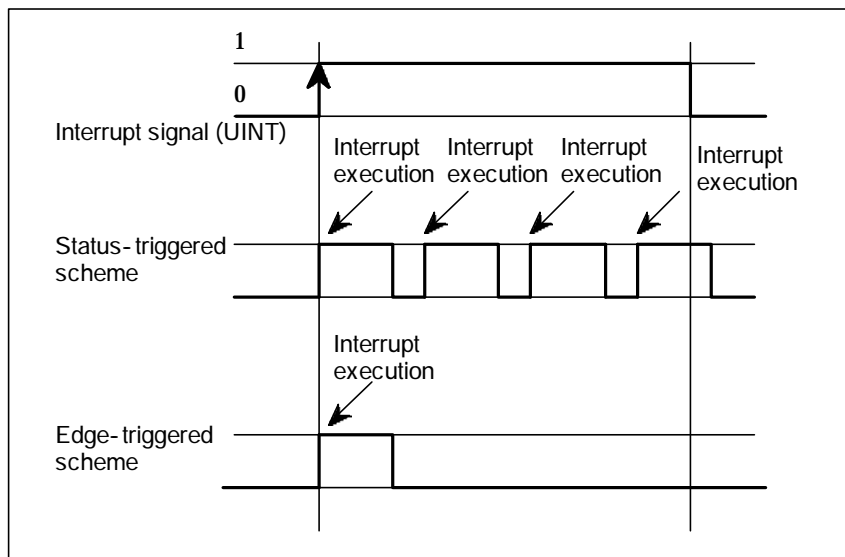 1
0
Interrupt signal (UINT)
Interrupt
execution
Interrupt
execution
Interrupt
execution
Interrupt
execution
Status-triggered
scheme
Interrupt
execution
Edge-triggered
scheme